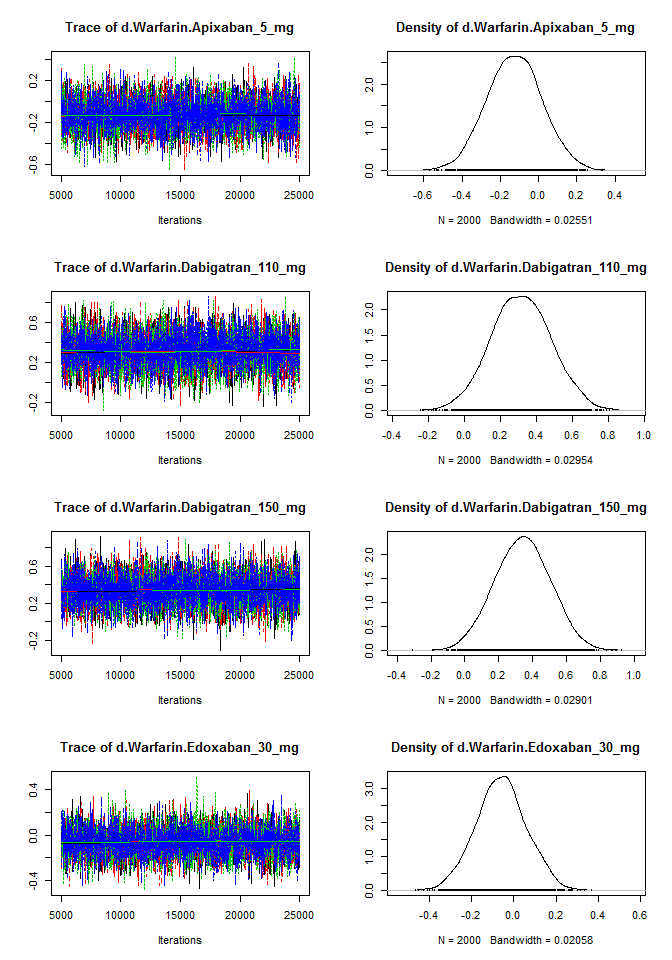 Trace of d.Warfarin.Apixaban_5_mg
0.2
-0.2
-0.6
5000 10000 15000 20000 25000
Iterations
Density of d.Warfarin.Apixaban_5_mg
2.0
1.0
0.0
-0.6 -0.4 -0.2 0.0 0.2 0.4
N = 2000 Bandwidth = 0.02551
Trace of d.Warfarin.Dabigatran_110_mg
0.6
0.2
-0.2
5000 10000 15000 20000 25000
Iterations
Density of d.Warfarin.Dabigatran_110_mg
2.0
1.5
1.0
0.5
0.0
-0.4 -0.2 0.0 0.2 0.4 0.6 0.8 1.0
N = 2000 Bandwidth = 0.02954
Trace of d.Warfarin.Dabigatran_150_mg
0.6
0.2
-0.2
5000 10000 15000 20000 25000
Iterations
Density of d.Warfarin.Dabigatran_150_mg
2.0
1.5
1.0
0.5
0.0
-0.4 -0.2 0.0 0.2 0.4 0.6 0.8 1.0
N = 2000 Bandwidth = 0.02901
Trace of d.Warfarin.Edoxaban_30_mg
0.4
0.0
-0.4
5000 10000 15000 20000 25000
Iterations
Density of d.Warfarin.Edoxaban_30_mg
3.0
2.0
1.0
0.0
-0.4 -0.2 0.0 0.2 0.4 0.6
N = 2000 Bandwidth = 0.02058